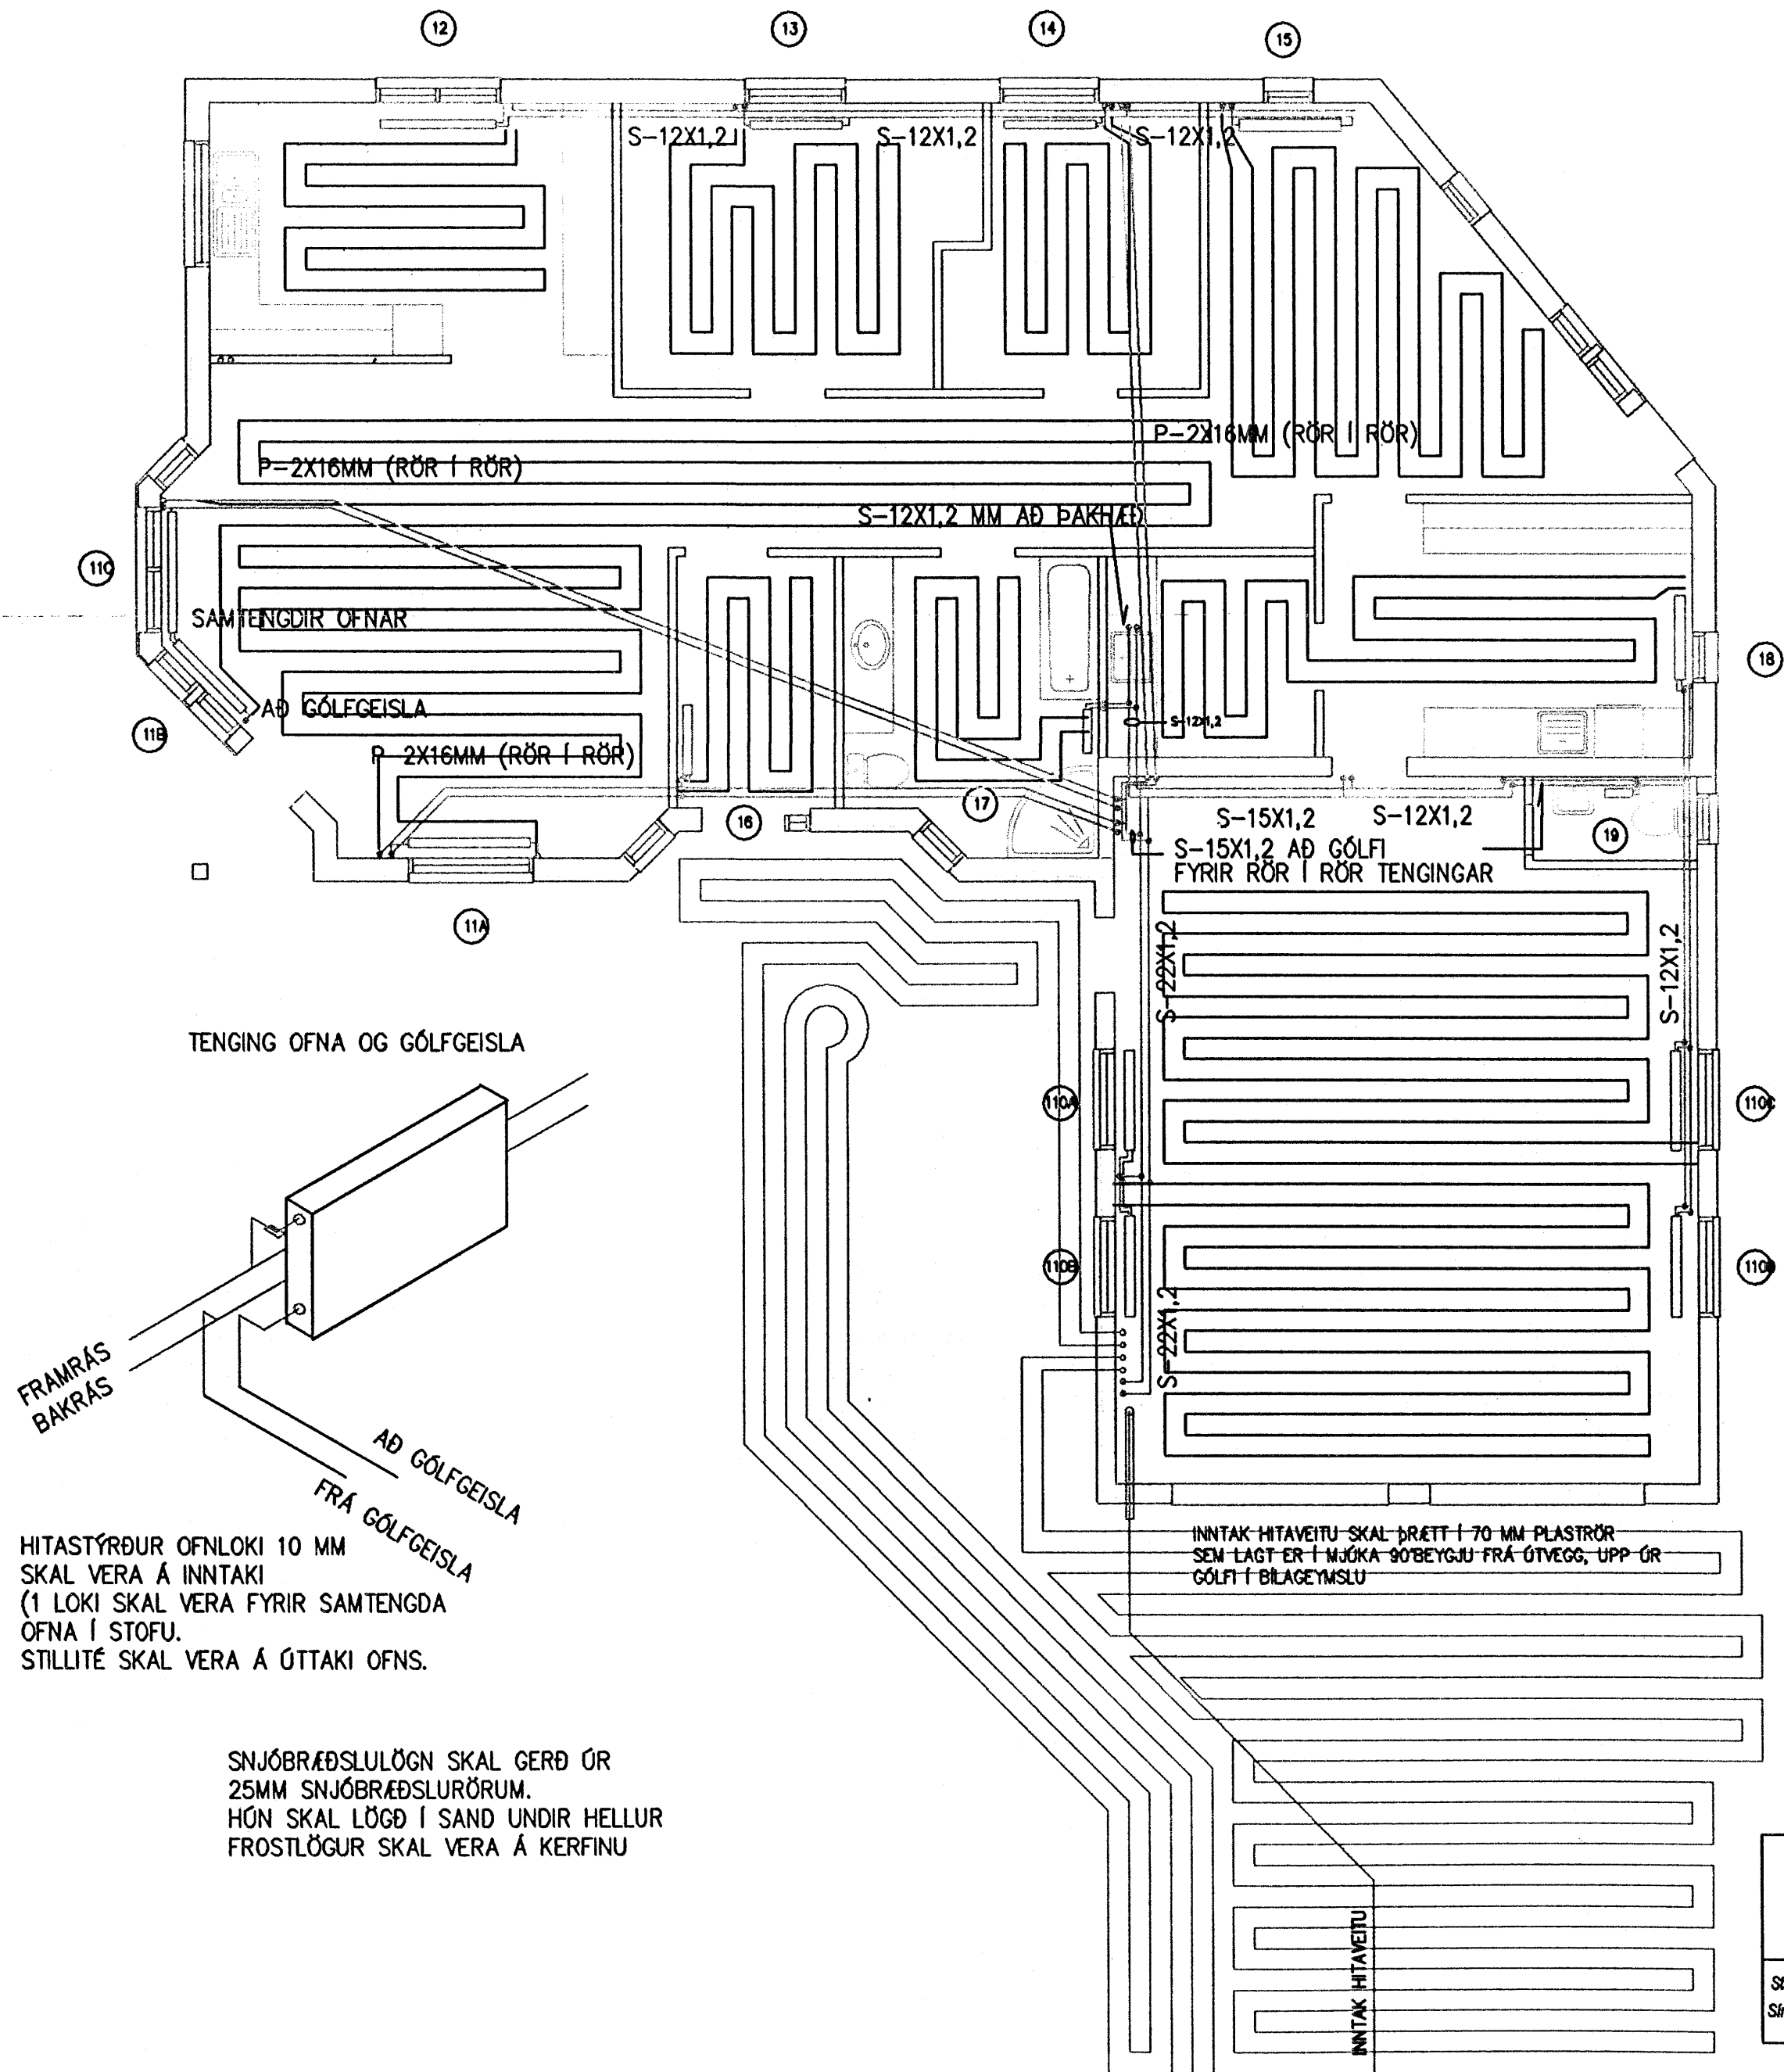 12
13
14
15
S-12X1,2
S-12X1,2
S-12X1,2
P-2X16MM (RÖR Í RÖR)
P-2X16MM (RÖR Í RÖR)
S-12X1,2 MM AÐ ÞAKHÆÐ
11C
SAMTENGDIR OFNAR
18
AÐ GÓLFGEISLA
11B
S-12X1,2
P-2X16MM (RÖR Í RÖR)
17
16
S-15X1,2
S-12X1,2
19
S-15X1,2 AÐ GÓLFI
FYRIR RÖR Í RÖR TENGINGAR
11A
S-22X1,2
S-12X1,2
TENGING OFNA OG GÓLFGEISLA
110A
110C
110B
110D
S-22X1,2
FRAMRÁS
BAKRÁS
AÐ GÓLFGEISLA
FRÁ GÓLFGEISLA
HITASTÝRÐUR OFNLOKI 10 MM
SKAL VERA Á INNTAKI
(1 LOKI SKAL VERA FYRIR SAMTENGDA
OFNA Í STOFU.
STILLITÉ SKAL VERA Á ÚTTAKI OFNS.
INNTAK HITAVEITU SKAL ÞRÆTT Í 70 MM PLASTRÖR
SEM LAGT ER Í MJÚKA 90°BEYGJU FRÁ ÚTVEGG, UPP ÚR
GÓLFI Í BÍLAGEYMSLU
SNJÓBRÆÐSLULÖGN SKAL GERÐ ÚR
25MM SNJÓBRÆÐSLURÖRUM.
HÚN SKAL LÖGÐ Í SAND UNDIR HELLUR
FROSTLÖGUR SKAL VERA Á KERFINU
INNTAK HITAVEITU